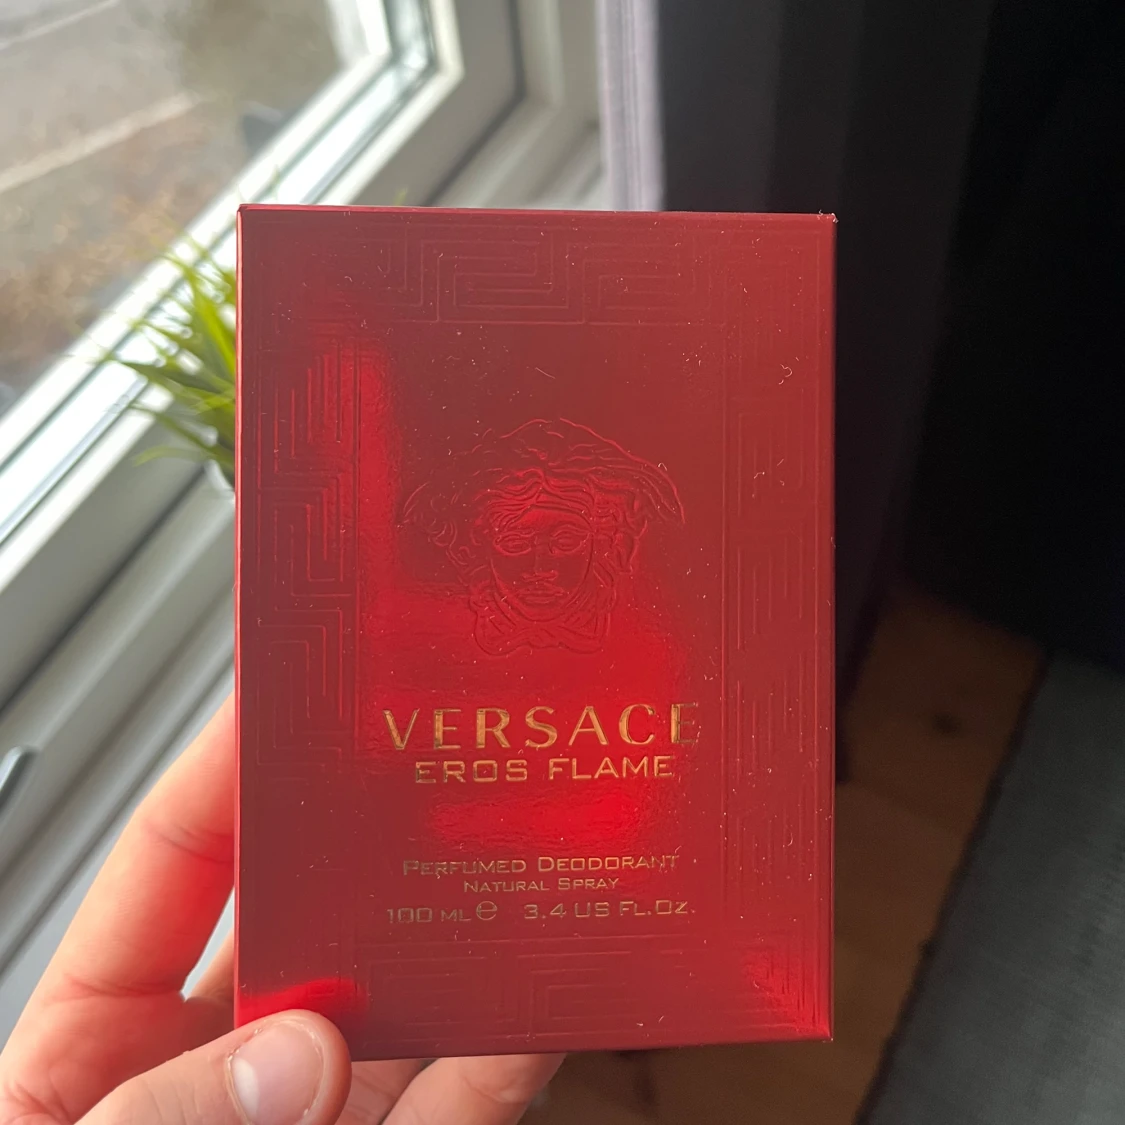 VERSACE
EROS FLAME
PERFUMED DEODORANT
NATURAL SPRAY
100 ML ℮ 3.4 US FL.OZ.